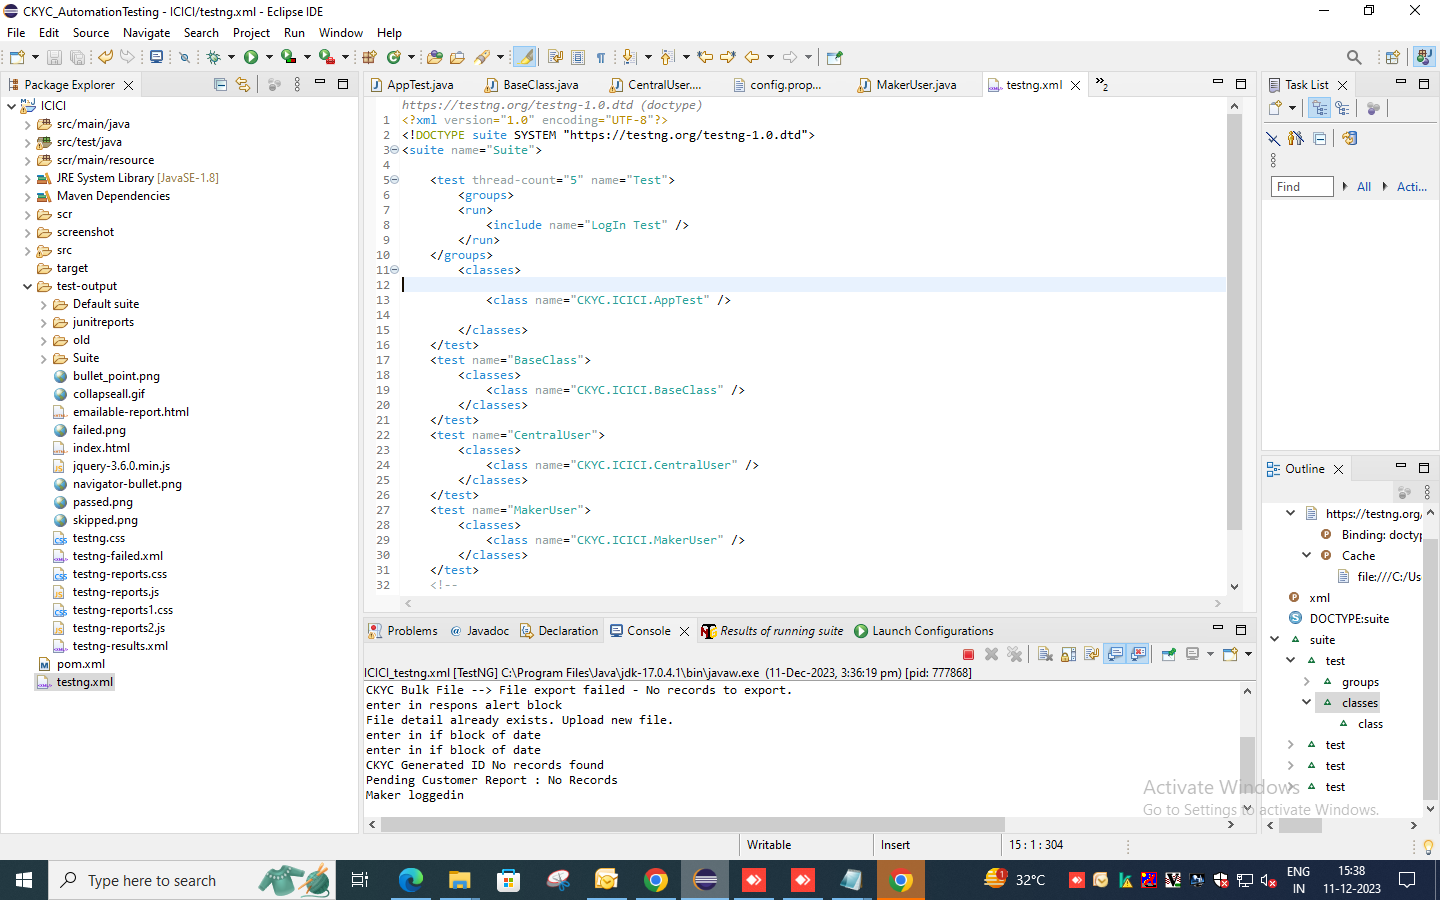 CKYC_AutomationTesting - ICICI/testng.xml - Eclipse IDE
File Edit Source Navigate Search Project Run Window Help
Package Explorer
ICICI
src/main/java
src/test/java
scr/main/resource
JRE System Library [JavaSE-1.8]
Maven Dependencies
scr
screenshot
src
target
test-output
Default suite
junitreports
old
Suite
bullet_point.png
collapseall.gif
emailable-report.html
failed.png
index.html
jquery-3.6.0.min.js
navigator-bullet.png
passed.png
skipped.png
testng.css
testng-failed.xml
testng-reports.css
testng-reports.js
testng-reports1.css
testng-reports2.js
testng-results.xml
pom.xml
testng.xml
AppTest.java BaseClass.java CentralUser.... config.prop... MakerUser.java testng.xml »2
https://testng.org/testng-1.0.dtd (doctype)
1 <?xml version="1.0" encoding="UTF-8"?>
2 <!DOCTYPE suite SYSTEM "https://testng.org/testng-1.0.dtd">
3 <suite name="Suite">
4
5 <test thread-count="5" name="Test">
6 <groups>
7 <run>
8 <include name="LogIn Test" />
9 </run>
10 </groups>
11 <classes>
12
13 <class name="CKYC.ICICI.AppTest" />
14
15 </classes>
16 </test>
17 <test name="BaseClass">
18 <classes>
19 <class name="CKYC.ICICI.BaseClass" />
20 </classes>
21 </test>
22 <test name="CentralUser">
23 <classes>
24 <class name="CKYC.ICICI.CentralUser" />
25 </classes>
26 </test>
27 <test name="MakerUser">
28 <classes>
29 <class name="CKYC.ICICI.MakerUser" />
30 </classes>
31 </test>
32 <!--
Problems Javadoc Declaration Console Results of running suite Launch Configurations
ICICI_testng.xml [TestNG] C:\Program Files\Java\jdk-17.0.4.1\bin\javaw.exe (11-Dec-2023, 3:36:19 pm) [pid: 777868]
CKYC Bulk File --> File export failed - No records to export.
enter in respons alert block
File detail already exists. Upload new file.
enter in if block of date
enter in if block of date
CKYC Generated ID No records found
Pending Customer Report : No Records
Maker loggedin
Task List
Find All Acti...
Outline
https://testng.org/
Binding: docty
Cache
file:///C:/Us
xml
DOCTYPE:suite
suite
test
groups
classes
class
test
test
test
Activate Windows
Go to Settings to activate Windows.
Writable Insert 15 : 1 : 304
Type here to search
1
32°C
ENG
IN
15:38
11-12-2023